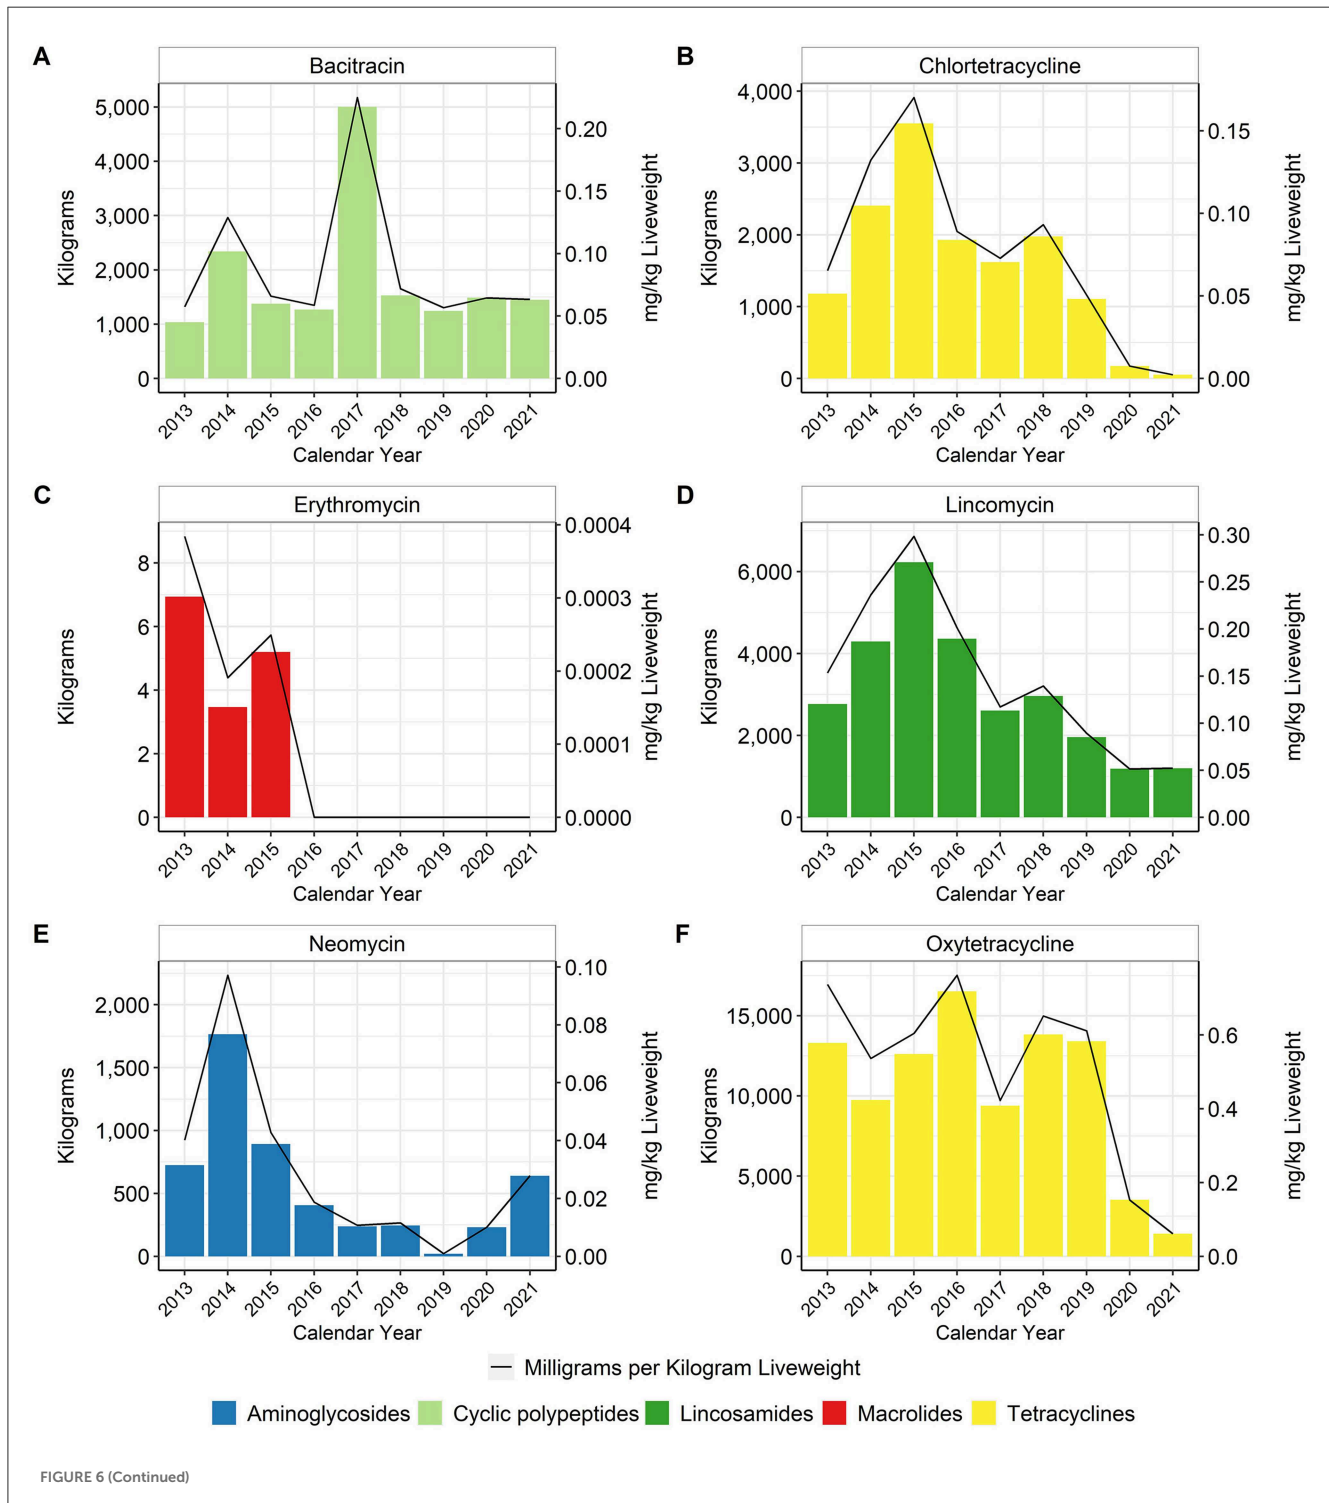 A
Bacitracin
Kilograms
5,000
4,000
3,000
2,000
1,000
0
0.20
0.15
0.10
0.05
0.00
mg/kg Liveweight
2013 2014 2015 2016 2017 2018 2019 2020 2021
Calendar Year
B
Chlortetracycline
Kilograms
4,000
3,000
2,000
1,000
0
0.15
0.10
0.05
0.00
mg/kg Liveweight
2013 2014 2015 2016 2017 2018 2019 2020 2021
Calendar Year
C
Erythromycin
Kilograms
8
6
4
2
0
0.0004
0.0003
0.0002
0.0001
0.0000
mg/kg Liveweight
2013 2014 2015 2016 2017 2018 2019 2020 2021
Calendar Year
D
Lincomycin
Kilograms
6,000
4,000
2,000
0
0.30
0.25
0.20
0.15
0.10
0.05
0.00
mg/kg Liveweight
2013 2014 2015 2016 2017 2018 2019 2020 2021
Calendar Year
E
Neomycin
Kilograms
2,000
1,500
1,000
500
0
0.10
0.08
0.06
0.04
0.02
0.00
mg/kg Liveweight
2013 2014 2015 2016 2017 2018 2019 2020 2021
Calendar Year
F
Oxytetracycline
Kilograms
15,000
10,000
5,000
0
0.6
0.4
0.2
0.0
mg/kg Liveweight
2013 2014 2015 2016 2017 2018 2019 2020 2021
Calendar Year
Milligrams per Kilogram Liveweight
Aminoglycosides Cyclic polypeptides Lincosamides Macrolides Tetracyclines
FIGURE 6 (Continued)